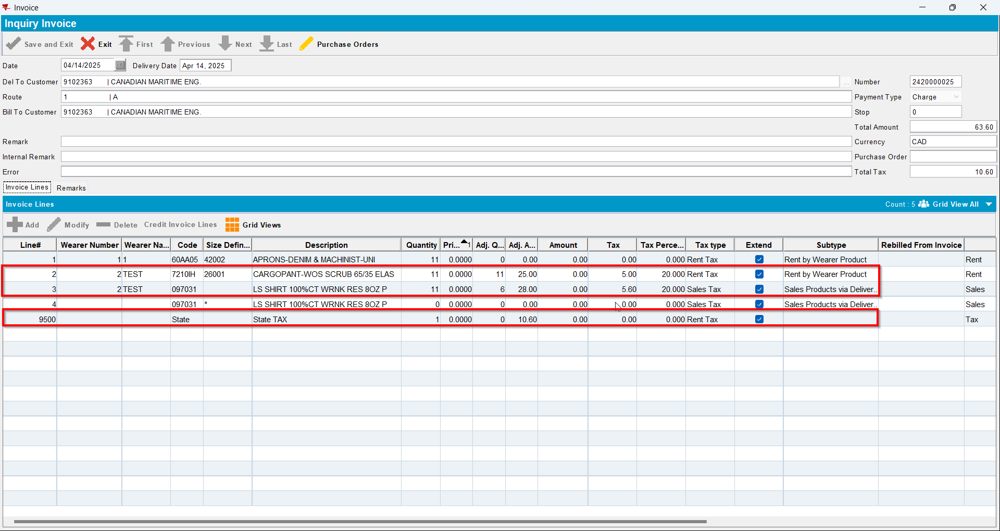 Invoice
Inquiry Invoice
Save and Exit Exit First Previous Next Last Purchase Orders
Date 04/14/2025 Delivery Date Apr 14, 2025
Del To Customer 9102363 | CANADIAN MARITIME ENG. ... Number 2420000025
Route 1 | A Payment Type Charge
Bill To Customer 9102363 | CANADIAN MARITIME ENG. Stop 0
Total Amount 63.60
Remark Currency CAD
Internal Remark Purchase Order
Error Total Tax 10.60
Invoice Lines Remarks
Invoice Lines Count : 5 Grid View All
Add Modify Delete Credit Invoice Lines Grid Views
Line# Wearer Number Wearer Na... Code Size Defin... Description Quantity Pri... 1 Adj. Q... Adj. A... Amount Tax Tax Perce... Tax type Extend Subtype Rebilled From Invoice
1 1 1 60AA05 42002 APRONS-DENIM & MACHINIST-UNI 11 0.0000 0 0.00 0.00 0.00 0.000 Rent Tax Rent by Wearer Product Rent
2 2 TEST 7210IH 26001 CARGOPANT-WOS SCRUB 65/35 ELAS 11 0.0000 11 25.00 0.00 5.00 20.000 Rent Tax Rent by Wearer Product Rent
3 2 TEST 097031 LS SHIRT 100%CT WRNK RES 8OZ P 11 0.0000 6 28.00 0.00 5.60 20.000 Sales Tax Sales Products via Deliver... Sales
4 097031 * LS SHIRT 100%CT WRNK RES 8OZ P 0 0.0000 0 0.00 0.00 0.00 0.000 Sales Tax Sales Products via Deliver... Sales
9500 State State TAX 1 0.0000 0 10.60 0.00 0.00 0.000 Rent Tax Tax